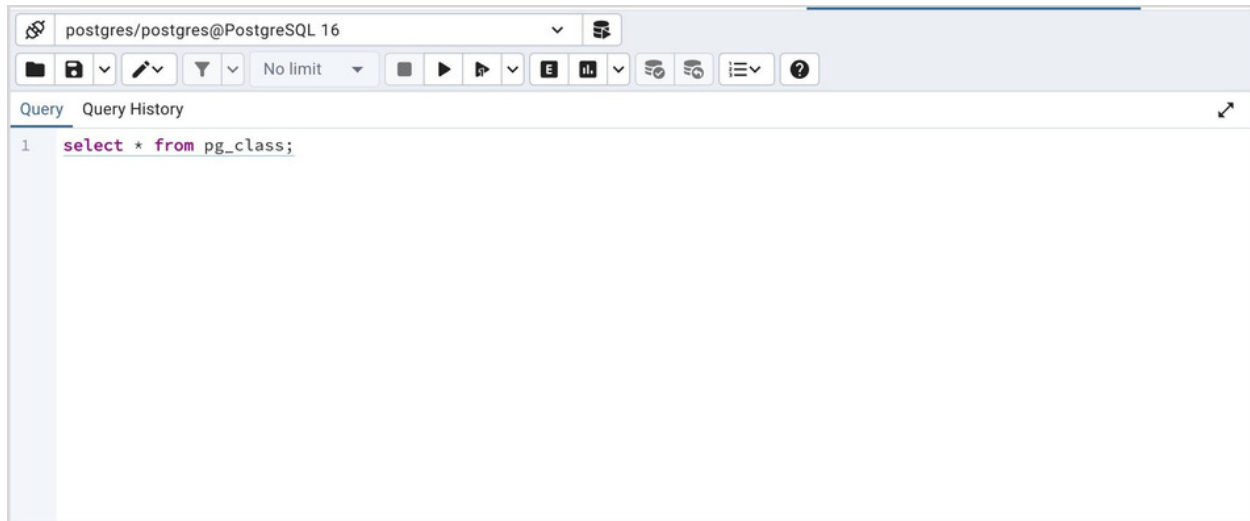 postgres/postgres@PostgreSQL 16
No limit
E
Query Query History
1 select * from pg_class;